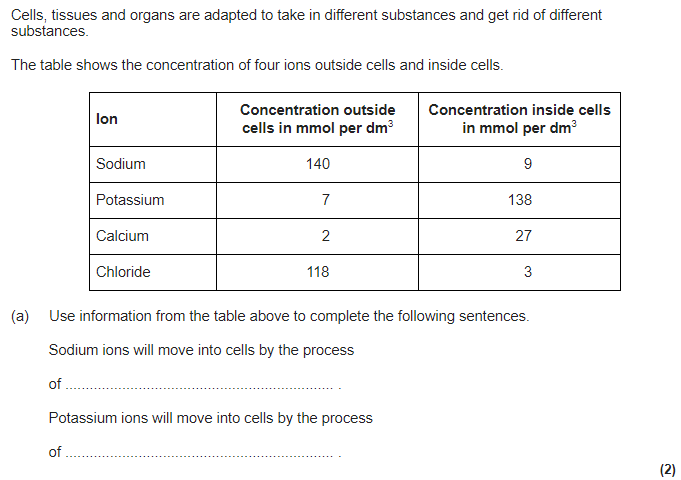 Cells, tissues and organs are adapted to take in different substances and get rid of different
substances.
The table shows the concentration of four ions outside cells and inside cells.
Ion Concentration outside cells in mmol per dm³ Concentration inside cells in mmol per dm³
Sodium 140 9
Potassium 7 138
Calcium 2 27
Chloride 118 3
(a) Use information from the table above to complete the following sentences.
Sodium ions will move into cells by the process
of .................................................................. .
Potassium ions will move into cells by the process
of .................................................................. .
(2)